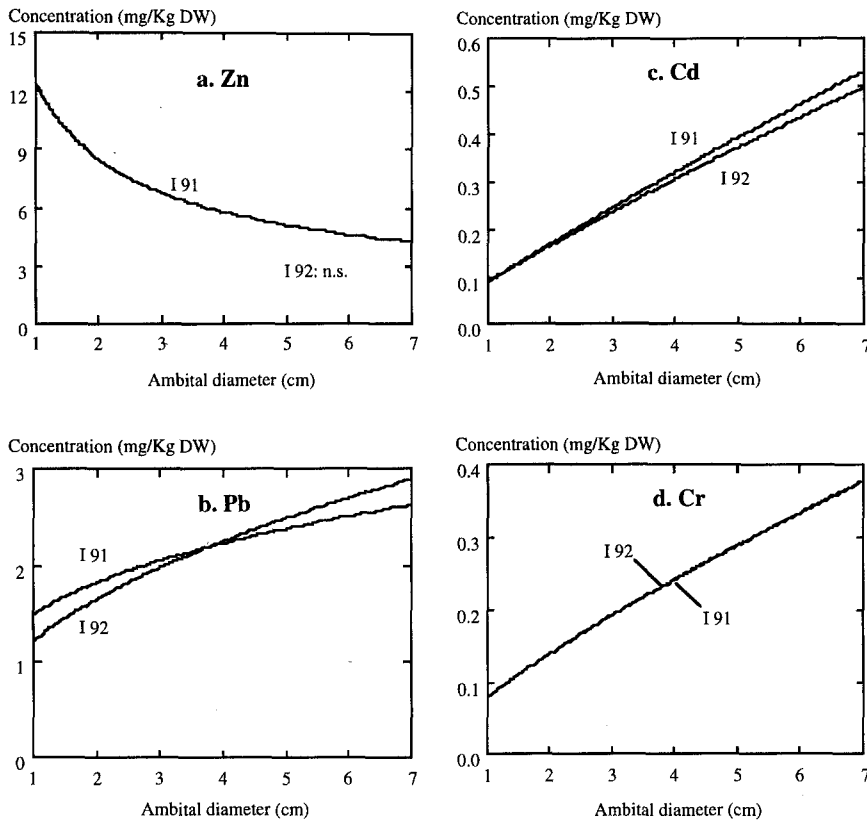 Concentration (mg/Kg DW)
15
12
9
6
3
0
a. Zn
I 91
I 92: n.s.
1 2 3 4 5 6 7
Ambital diameter (cm)
Concentration (mg/Kg DW)
0.6
0.5
0.4
0.3
0.2
0.1
0.0
c. Cd
I 91
I 92
1 2 3 4 5 6 7
Ambital diameter (cm)
Concentration (mg/Kg DW)
3
2
1
0
b. Pb
I 91
I 92
1 2 3 4 5 6 7
Ambital diameter (cm)
Concentration (mg/Kg DW)
0.4
0.3
0.2
0.1
0.0
d. Cr
I 92
I 91
1 2 3 4 5 6 7
Ambital diameter (cm)